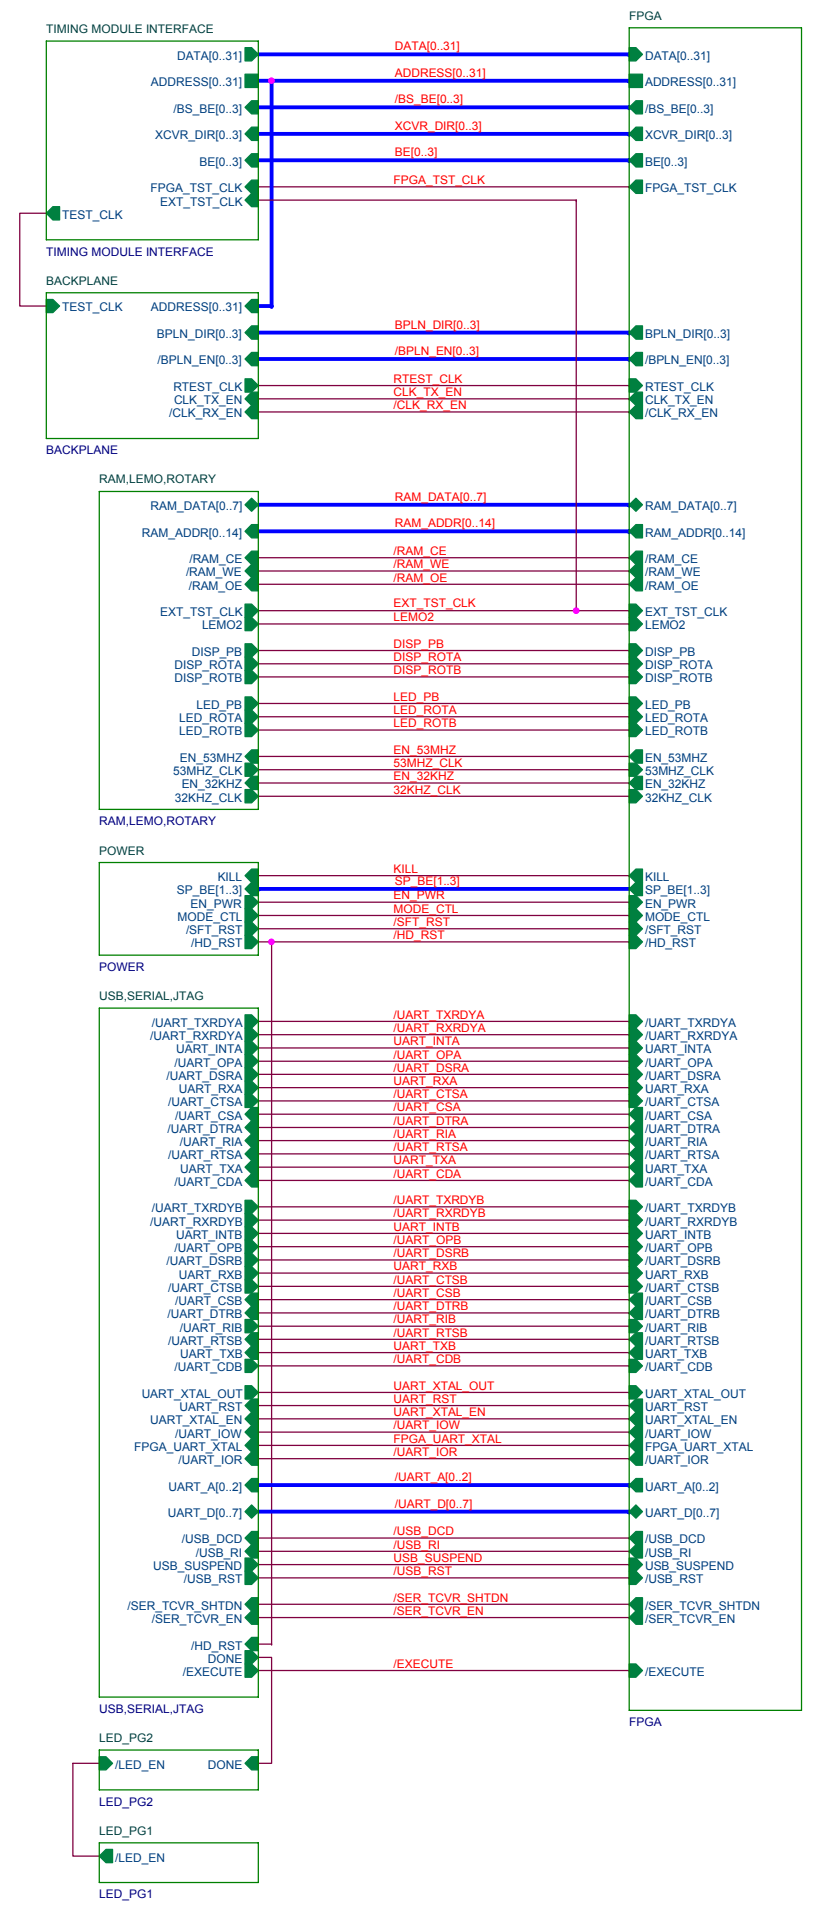 FPGA
TIMING MODULE INTERFACE
DATA[0..31] DATA[0..31] DATA[0..31]
ADDRESS[0..31] ADDRESS[0..31] ADDRESS[0..31]
/BS_BE[0..3] /BS_BE[0..3] /BS_BE[0..3]
XCVR_DIR[0..3] XCVR_DIR[0..3] XCVR_DIR[0..3]
BE[0..3] BE[0..3] BE[0..3]
FPGA_TST_CLK FPGA_TST_CLK FPGA_TST_CLK
EXT_TST_CLK
TEST_CLK
TIMING MODULE INTERFACE
BACKPLANE
TEST_CLK ADDRESS[0..31]
BPLN_DIR[0..3] BPLN_DIR[0..3] BPLN_DIR[0..3]
/BPLN_EN[0..3] /BPLN_EN[0..3] /BPLN_EN[0..3]
RTEST_CLK RTEST_CLK RTEST_CLK
CLK_TX_EN CLK_TX_EN CLK_TX_EN
/CLK_RX_EN /CLK_RX_EN /CLK_RX_EN
BACKPLANE
RAM,LEMO,ROTARY
RAM_DATA[0..7] RAM_DATA[0..7] RAM_DATA[0..7]
RAM_ADDR[0..14] RAM_ADDR[0..14] RAM_ADDR[0..14]
/RAM_CE /RAM_CE /RAM_CE
/RAM_WE /RAM_WE /RAM_WE
/RAM_OE /RAM_OE /RAM_OE
EXT_TST_CLK EXT_TST_CLK EXT_TST_CLK
LEMO2 LEMO2 LEMO2
DISP_PB DISP_PB DISP_PB
DISP_ROTA DISP_ROTA DISP_ROTA
DISP_ROTB DISP_ROTB DISP_ROTB
LED_PB LED_PB LED_PB
LED_ROTA LED_ROTA LED_ROTA
LED_ROTB LED_ROTB LED_ROTB
EN_53MHZ EN_53MHZ EN_53MHZ
53MHZ_CLK 53MHZ_CLK 53MHZ_CLK
EN_32KHZ EN_32KHZ EN_32KHZ
32KHZ_CLK 32KHZ_CLK 32KHZ_CLK
RAM,LEMO,ROTARY
POWER
KILL KILL KILL
SP_BE[1..3] SP_BE[1..3] SP_BE[1..3]
EN_PWR EN_PWR EN_PWR
MODE_CTL MODE_CTL MODE_CTL
/SFT_RST /SFT_RST /SFT_RST
/HD_RST /HD_RST /HD_RST
POWER
USB,SERIAL,JTAG
/UART_TXRDYA /UART_TXRDYA /UART_TXRDYA
/UART_RXRDYA /UART_RXRDYA /UART_RXRDYA
UART_INTA UART_INTA UART_INTA
/UART_OPA /UART_OPA /UART_OPA
/UART_DSRA /UART_DSRA /UART_DSRA
UART_RXA UART_RXA UART_RXA
/UART_CTSA /UART_CTSA /UART_CTSA
/UART_CSA /UART_CSA /UART_CSA
/UART_DTRA /UART_DTRA /UART_DTRA
/UART_RIA /UART_RIA /UART_RIA
/UART_RTSA /UART_RTSA /UART_RTSA
UART_TXA UART_TXA UART_TXA
/UART_CDA /UART_CDA /UART_CDA
/UART_TXRDYB /UART_TXRDYB /UART_TXRDYB
/UART_RXRDYB /UART_RXRDYB /UART_RXRDYB
UART_INTB UART_INTB UART_INTB
/UART_OPB /UART_OPB /UART_OPB
/UART_DSRB /UART_DSRB /UART_DSRB
UART_RXB UART_RXB UART_RXB
/UART_CTSB /UART_CTSB /UART_CTSB
/UART_CSB /UART_CSB /UART_CSB
/UART_DTRB /UART_DTRB /UART_DTRB
/UART_RIB /UART_RIB /UART_RIB
/UART_RTSB /UART_RTSB /UART_RTSB
UART_TXB UART_TXB UART_TXB
/UART_CDB /UART_CDB /UART_CDB
UART_XTAL_OUT UART_XTAL_OUT UART_XTAL_OUT
UART_RST UART_RST UART_RST
UART_XTAL_EN UART_XTAL_EN UART_XTAL_EN
/UART_IOW /UART_IOW /UART_IOW
FPGA_UART_XTAL FPGA_UART_XTAL FPGA_UART_XTAL
/UART_IOR /UART_IOR /UART_IOR
UART_A[0..2] /UART_A[0..2] UART_A[0..2]
UART_D[0..7] /UART_D[0..7] UART_D[0..7]
/USB_DCD /USB_DCD /USB_DCD
/USB_RI /USB_RI /USB_RI
USB_SUSPEND USB_SUSPEND USB_SUSPEND
/USB_RST /USB_RST /USB_RST
/SER_TCVR_SHTDN /SER_TCVR_SHTDN /SER_TCVR_SHTDN
/SER_TCVR_EN /SER_TCVR_EN /SER_TCVR_EN
/HD_RST
DONE
/EXECUTE /EXECUTE /EXECUTE
USB,SERIAL,JTAG
FPGA
LED_PG2
/LED_EN DONE
LED_PG2
LED_PG1
/LED_EN
LED_PG1